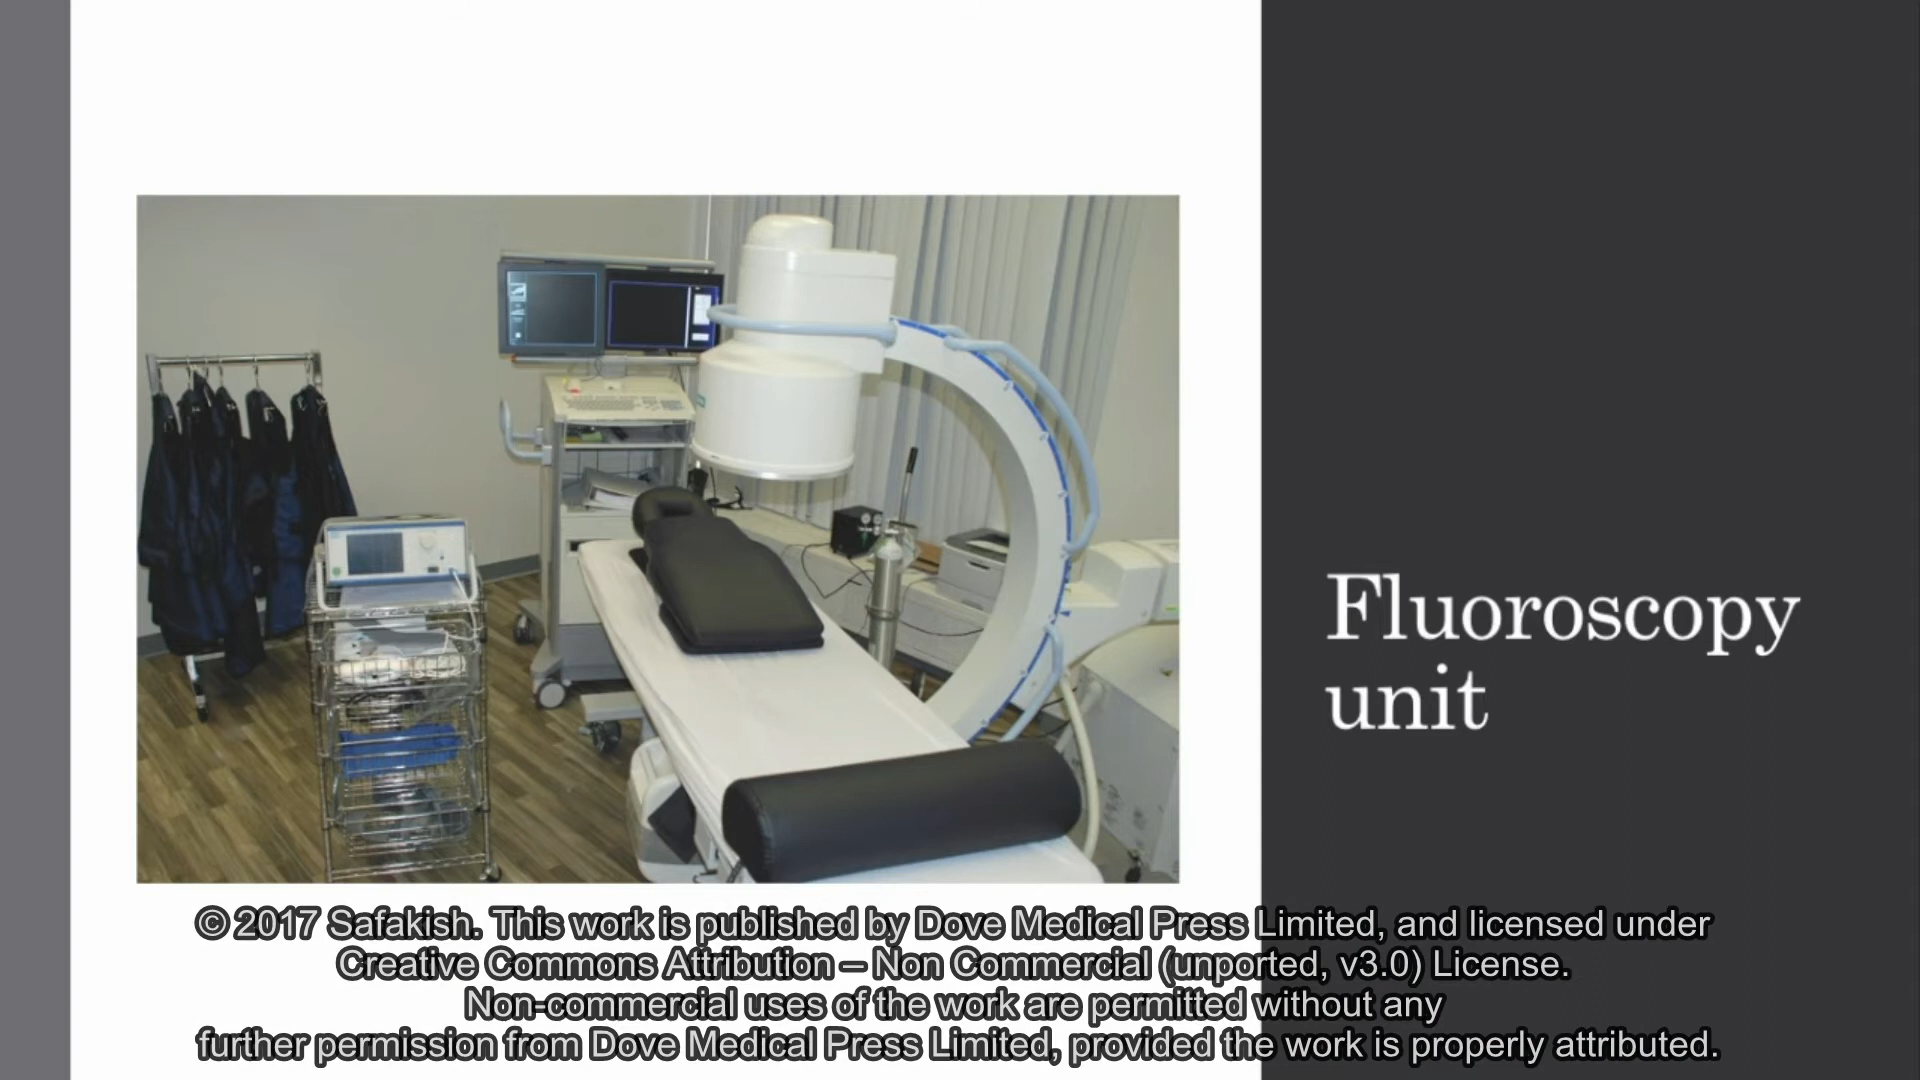 Fluoroscopy
unit
© 2017 Safakish. This work is published by Dove Medical Press Limited, and licensed under
Creative Commons Attribution – Non Commercial (unported, v3.0) License.
Non-commercial uses of the work are permitted without any
further permission from Dove Medical Press Limited, provided the work is properly attributed.